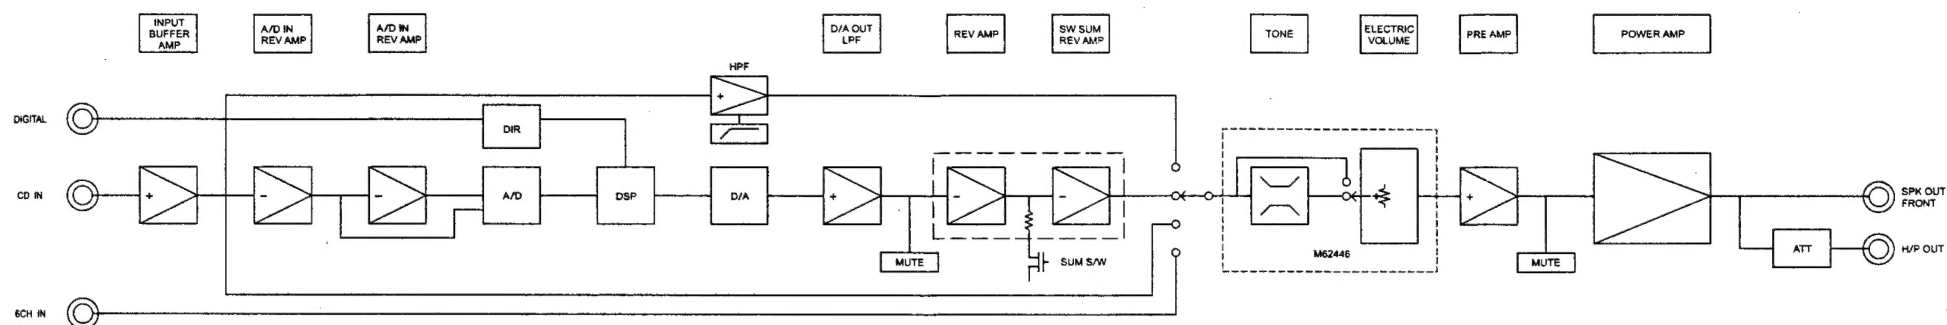 INPUT
BUFFER
AMP
A/D IN
REV AMP
A/D IN
REV AMP
D/A OUT
LPF
REV AMP
SW SUM
REV AMP
TONE
ELECTRIC
VOLUME
PRE AMP
POWER AMP
HPF
+
DIGITAL
DIR
CD IN
+
-
-
A/D
DSP
D/A
+
-
-
+
SPK OUT
FRONT
MUTE
SUM S/W
M62446
MUTE
ATT
H/P OUT
6CH IN